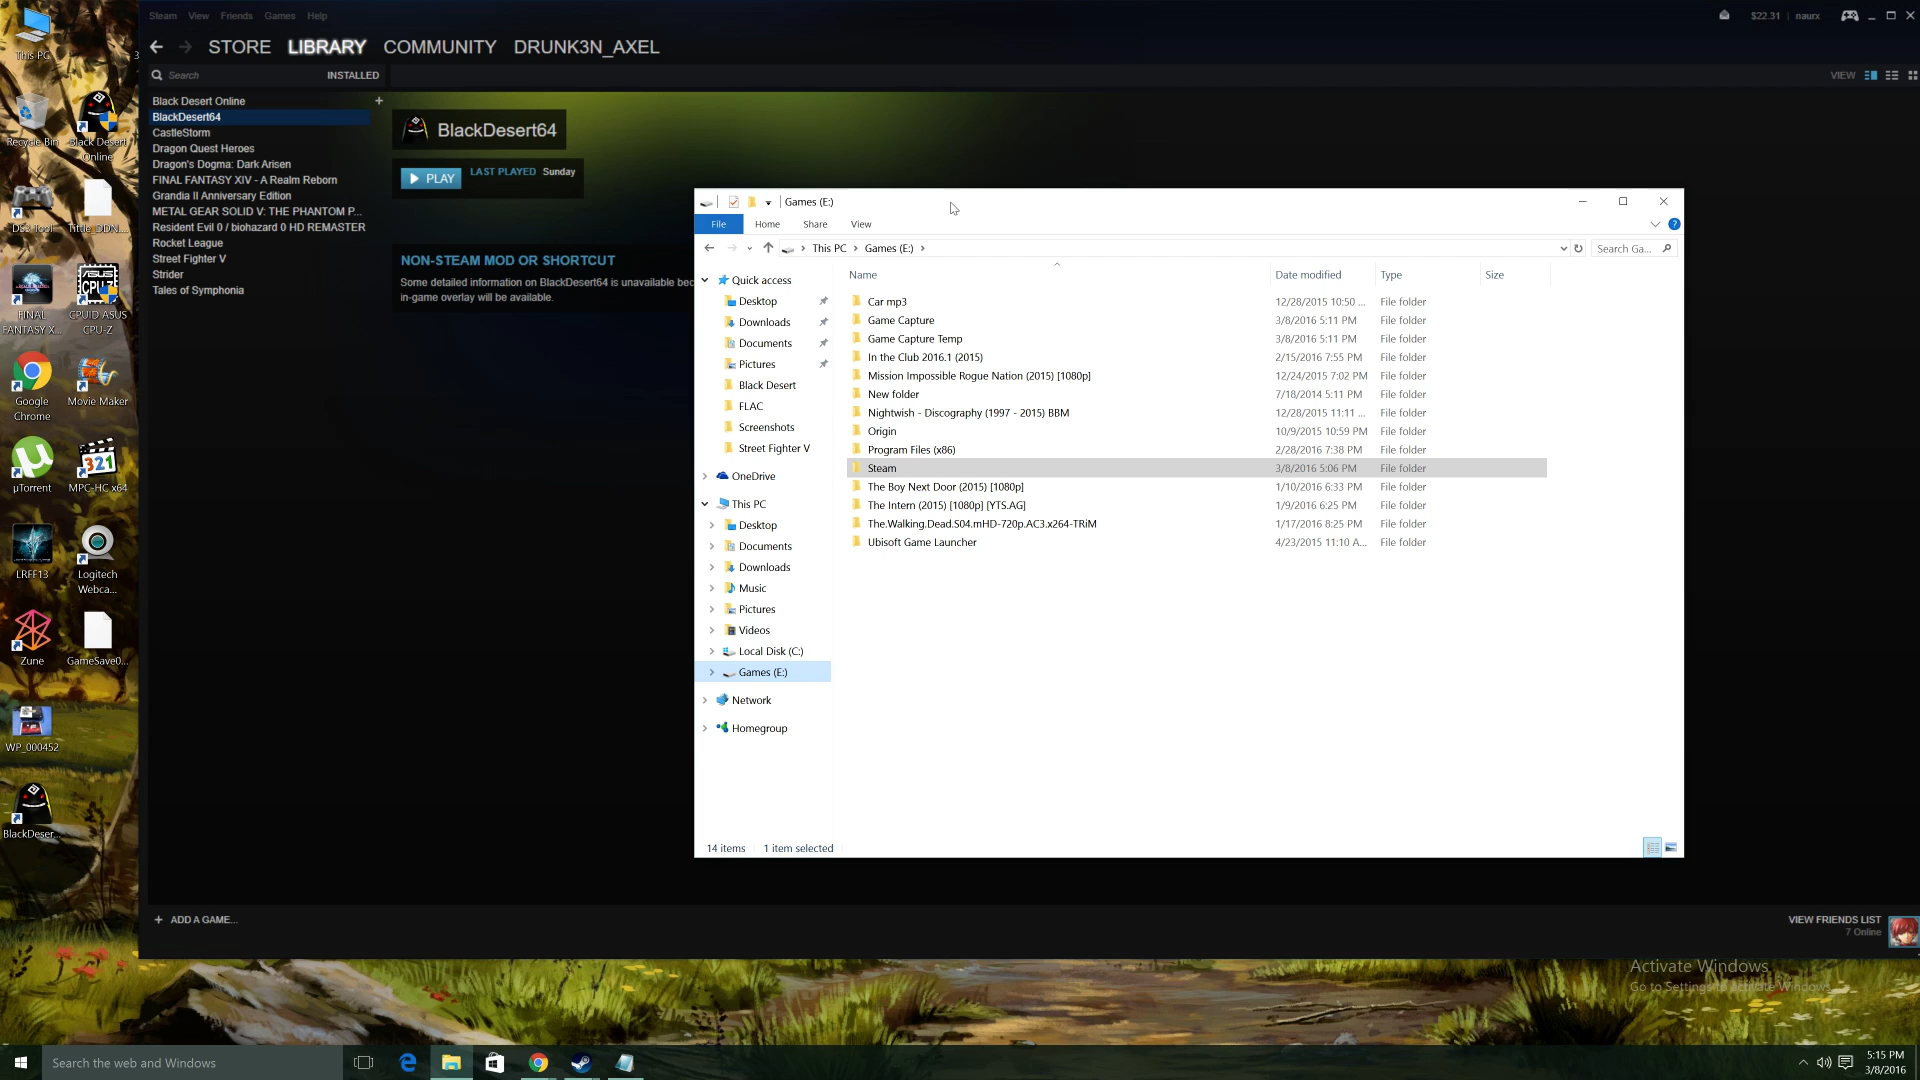 Steam View Friends Games Help
$22.31 naurx
STORE LIBRARY COMMUNITY DRUNK3N_AXEL
Search INSTALLED
VIEW
Black Desert Online
BlackDesert64
CastleStorm
Dragon Quest Heroes
Dragon's Dogma: Dark Arisen
FINAL FANTASY XIV - A Realm Reborn
Grandia II Anniversary Edition
METAL GEAR SOLID V: THE PHANTOM P...
Resident Evil 0 / biohazard 0 HD REMASTER
Rocket League
Street Fighter V
Strider
Tales of Symphonia
BlackDesert64
PLAY
LAST PLAYED Sunday
NON-STEAM MOD OR SHORTCUT
Some detailed information on BlackDesert64 is unavailable bec
in-game overlay will be available.
+ ADD A GAME...
VIEW FRIENDS LIST
7 Online
Games (E:)
File Home Share View
This PC > Games (E:) >
Search Ga...
Quick access
Desktop
Downloads
Documents
Pictures
Black Desert
FLAC
Screenshots
Street Fighter V
OneDrive
This PC
Desktop
Documents
Downloads
Music
Pictures
Videos
Local Disk (C:)
Games (E:)
Network
Homegroup
Name Date modified Type Size
Car mp3 12/28/2015 10:50 ... File folder
Game Capture 3/8/2016 5:11 PM File folder
Game Capture Temp 3/8/2016 5:11 PM File folder
In the Club 2016.1 (2015) 2/15/2016 7:55 PM File folder
Mission Impossible Rogue Nation (2015) [1080p] 12/24/2015 7:02 PM File folder
New folder 7/18/2014 5:11 PM File folder
Nightwish - Discography (1997 - 2015) BBM 12/28/2015 11:11 ... File folder
Origin 10/9/2015 10:59 PM File folder
Program Files (x86) 2/28/2016 7:38 PM File folder
Steam 3/8/2016 5:06 PM File folder
The Boy Next Door (2015) [1080p] 1/10/2016 6:33 PM File folder
The Intern (2015) [1080p] [YTS.AG] 1/9/2016 6:25 PM File folder
The.Walking.Dead.S04.mHD-720p.AC3.x264-TRiM 1/17/2016 8:25 PM File folder
Ubisoft Game Launcher 4/23/2015 11:10 A... File folder
14 items 1 item selected
This PC
Recycle Bin
Black Desert
Online
DS3 Tool
FINAL
FANTASY X...
CPUID ASUS
CPU-Z
Google
Chrome
Movie Maker
µTorrent
MPC-HC x64
LRFF13
Logitech
Webca...
Zune
GameSave0...
WP_000452
BlackDeser...
Activate Windows
Go to Settings to activate Windows.
Search the web and Windows
5:15 PM
3/8/2016